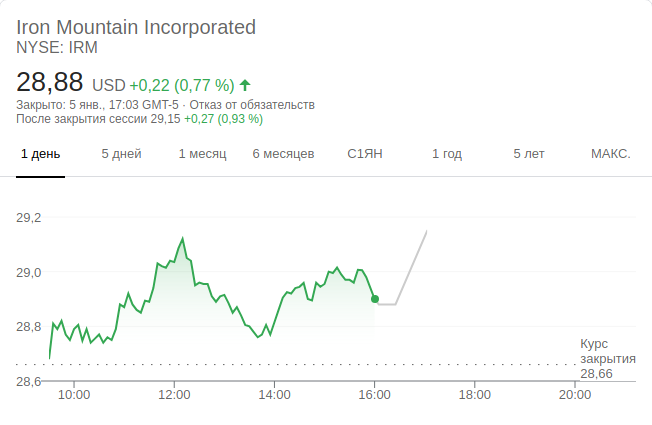 Iron Mountain Incorporated
NYSE: IRM
28,88 USD +0,22 (0,77 %)
Закрыто: 5 янв., 17:03 GMT-5 · Отказ от обязательств
После закрытия сессии 29,15 +0,27 (0,93 %)
1 день 5 дней 1 месяц 6 месяцев С1ЯН 1 год 5 лет МАКС.
29,2
29,0
28,8
28,6
Курс
закрытия
28,66
10:00 12:00 14:00 16:00 18:00 20:00